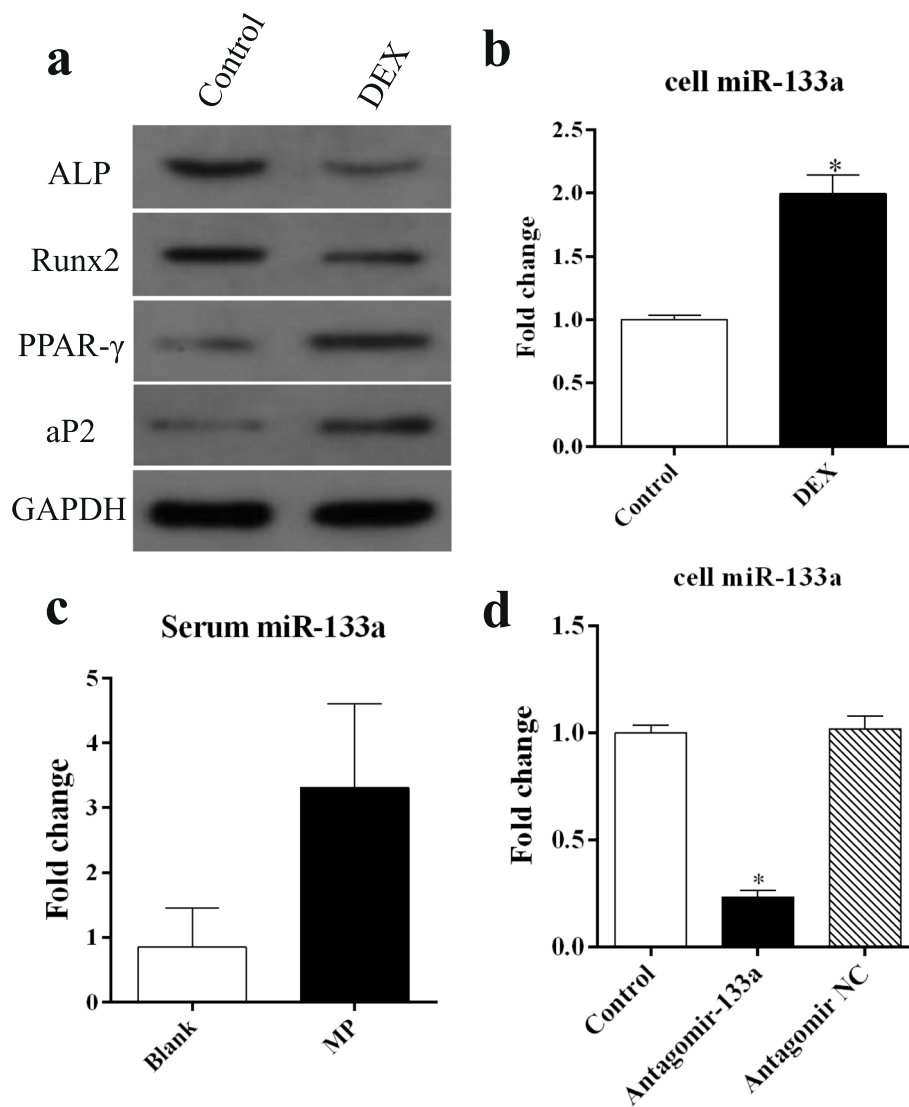 a
Control
DEX
ALP
Runx2
PPAR-γ
aP2
GAPDH
b
cell miR-133a
Fold change
2.5
2.0
1.5
1.0
0.5
0.0
*
Control
DEX
c
Serum miR-133a
Fold change
5
4
3
2
1
0
Blank
MP
d
cell miR-133a
Fold change
1.5
1.0
0.5
0.0
*
Control
Antagomir-133a
Antagomir NC